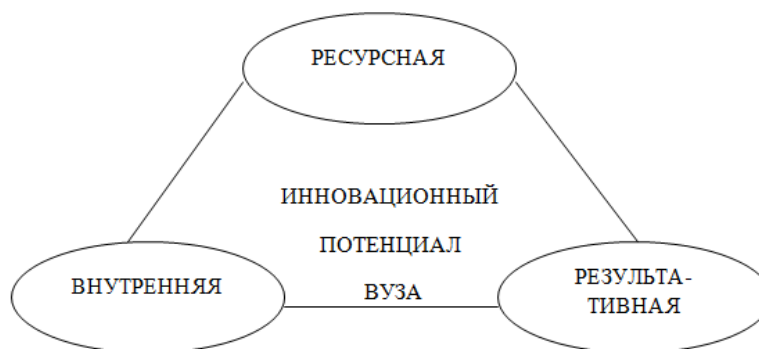 РЕСУРСНАЯ
ИННОВАЦИОННЫЙ
ПОТЕНЦИАЛ
ВУЗА
ВНУТРЕННЯЯ
РЕЗУЛЬТА-
ТИВНАЯ